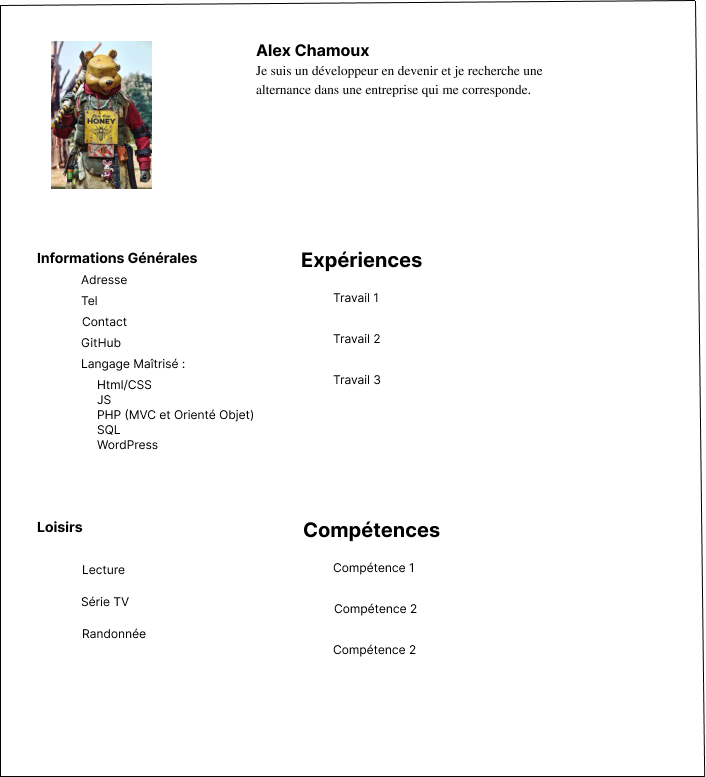 Alex Chamoux
Je suis un développeur en devenir et je recherche une
alternance dans une entreprise qui me corresponde.
HONEY
Informations Générales
Adresse
Tel
Contact
GitHub
Langage Maîtrisé :
Html/CSS
JS
PHP (MVC et Orienté Objet)
SQL
WordPress
Expériences
Travail 1
Travail 2
Travail 3
Loisirs
Lecture
Série TV
Randonnée
Compétences
Compétence 1
Compétence 2
Compétence 2